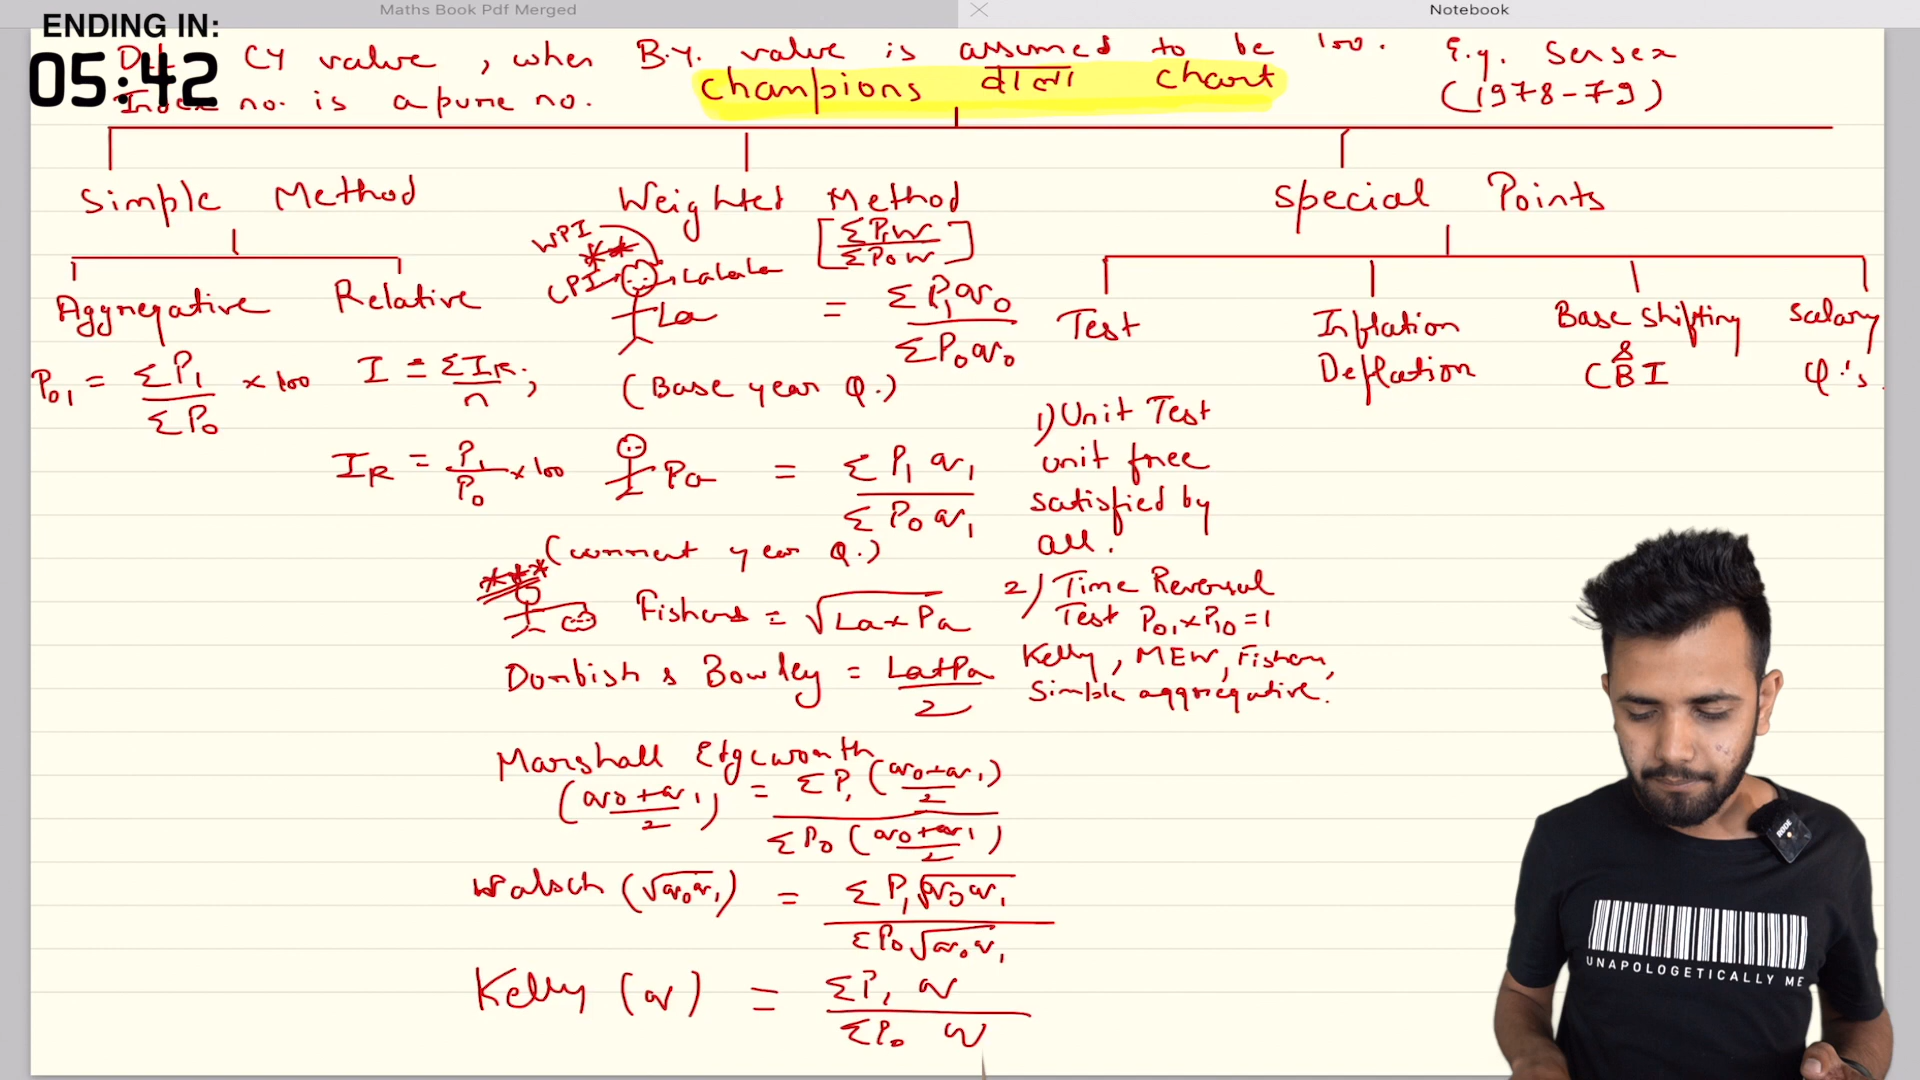 Maths Book Pdf Merged
Notebook
ENDING IN:
05:42
CY value, when B.Y. value is assumed to be 100. E.g. Sensex
(1978-79)
Index no. is a pure no.
Champions वाला Chart
Simple Method
Weighted Method
Special Points
Aggregative
Relative
P01 = ΣP1 / ΣP0 × 100
I = ΣIR / n;
IR = P1 / P0 × 100
[ΣP1W / ΣP0W]
WPI
CPI
Lalala
La = ΣP1q0 / ΣP0q0
(Base year Q.)
Pa = ΣP1q1 / ΣP0q1
(current year Q.)
Fishers = √La×Pa
Dorbish & Bowley = La+Pa / 2
Marshall Edgeworth
(q0+q1 / 2) = ΣP1(q0+q1 / 2) / ΣP0(q0+q1 / 2)
Walsch (√q0q1) = ΣP1√q0q1 / ΣP0√q0q1
Kelly (q) = ΣP1 q / ΣP0 q
Test
Inflation
Deflation
Base Shifting
&
CBI
Salary
Q's.
1) Unit Test
unit free
satisfied by
all.
2) Time Reversal
Test P01×P10=1
Kelly, MEW, Fisher,
Simple aggregative.
RODE
UNAPOLOGETICALLY ME